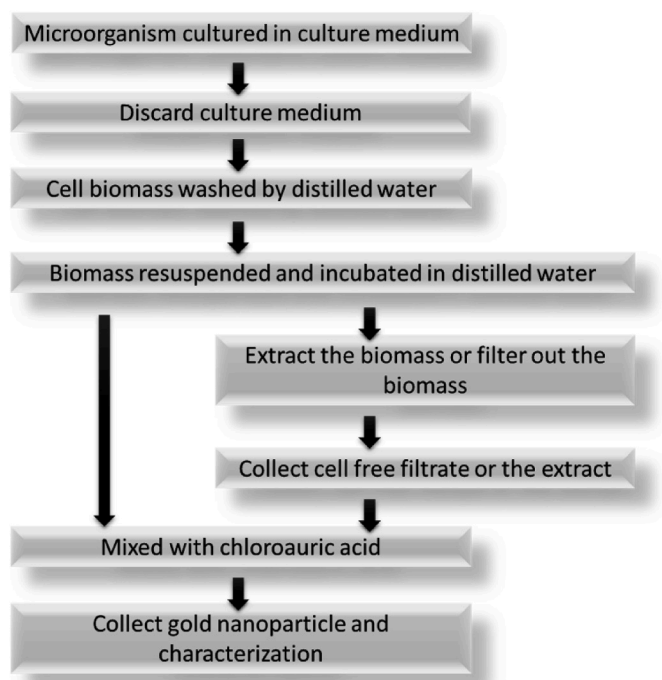 Microorganism cultured in culture medium
Discard culture medium
Cell biomass washed by distilled water
Biomass resuspended and incubated in distilled water
Extract the biomass or filter out the
biomass
Collect cell free filtrate or the extract
Mixed with chloroauric acid
Collect gold nanoparticle and
characterization